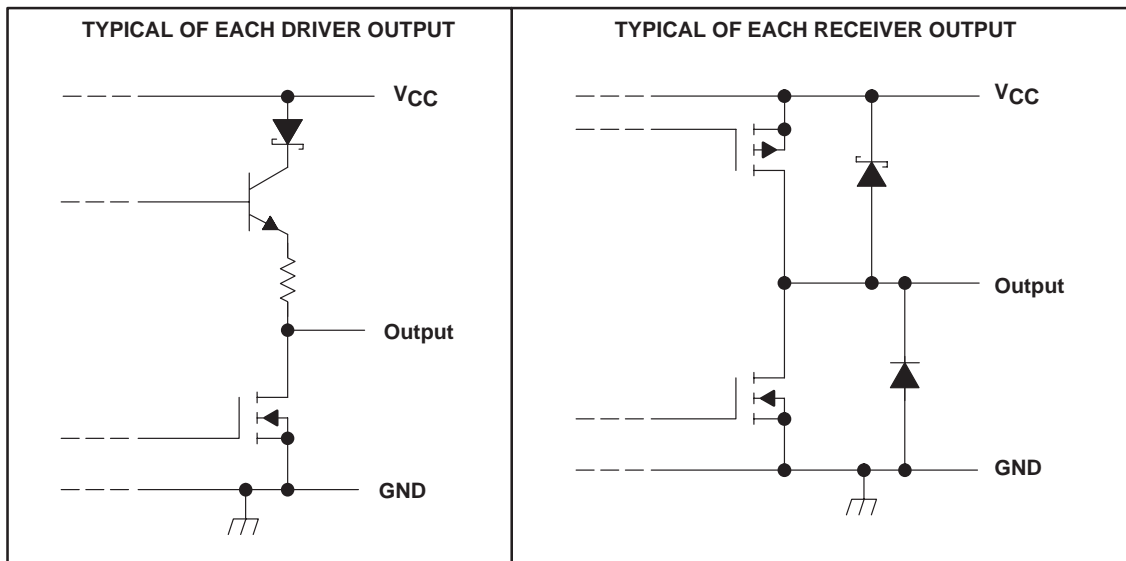 TYPICAL OF EACH DRIVER OUTPUT
VCC
Output
GND
TYPICAL OF EACH RECEIVER OUTPUT
VCC
Output
GND